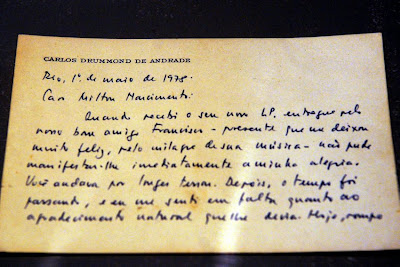 CARLOS DRUMMOND DE ANDRADE
Rio, 1º de maio de 1978.
Caro Milton Nascimento:
Quando recebi o seu novo LP, entregue pelo
nosso bom amigo Francisco - presente que me deixou
muito feliz, pelo milagre de sua música - não pude
manifestar-lhe imediatamente a minha alegria.
Você andava por longes terras. Depois, o tempo foi
passando, e eu me senti em falta quanto ao
agradecimento natural que lhe devia. Hoje, rompo